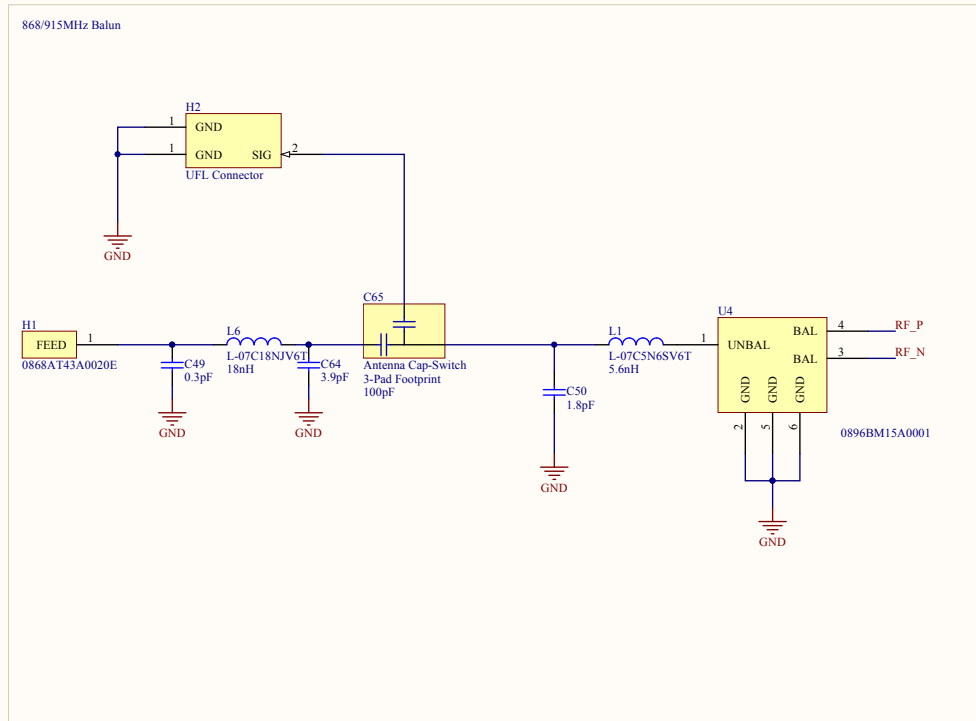 868/915MHz Balun
H2
1
GND
1
GND
SIG
2
UFL Connector
GND
C65
H1
FEED
1
0868AT43A0020E
L6
L-07C18NJV6T
18nH
C49
0.3pF
GND
C64
3.9pF
GND
Antenna Cap-Switch
3-Pad Footprint
100pF
L1
L-07C5N6SV6T
5.6nH
C50
1.8pF
GND
U4
1
UNBAL
BAL
4
RF_P
BAL
3
RF_N
GND
GND
GND
2
5
6
0896BM15A0001
GND